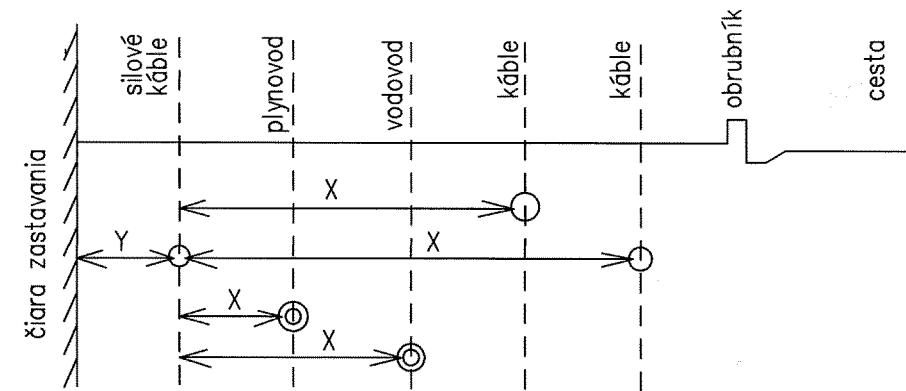 čiara zastavania
silové
káble
plynovod
vodovod
káble
káble
obrubník
cesta
X
Y
X
X
X